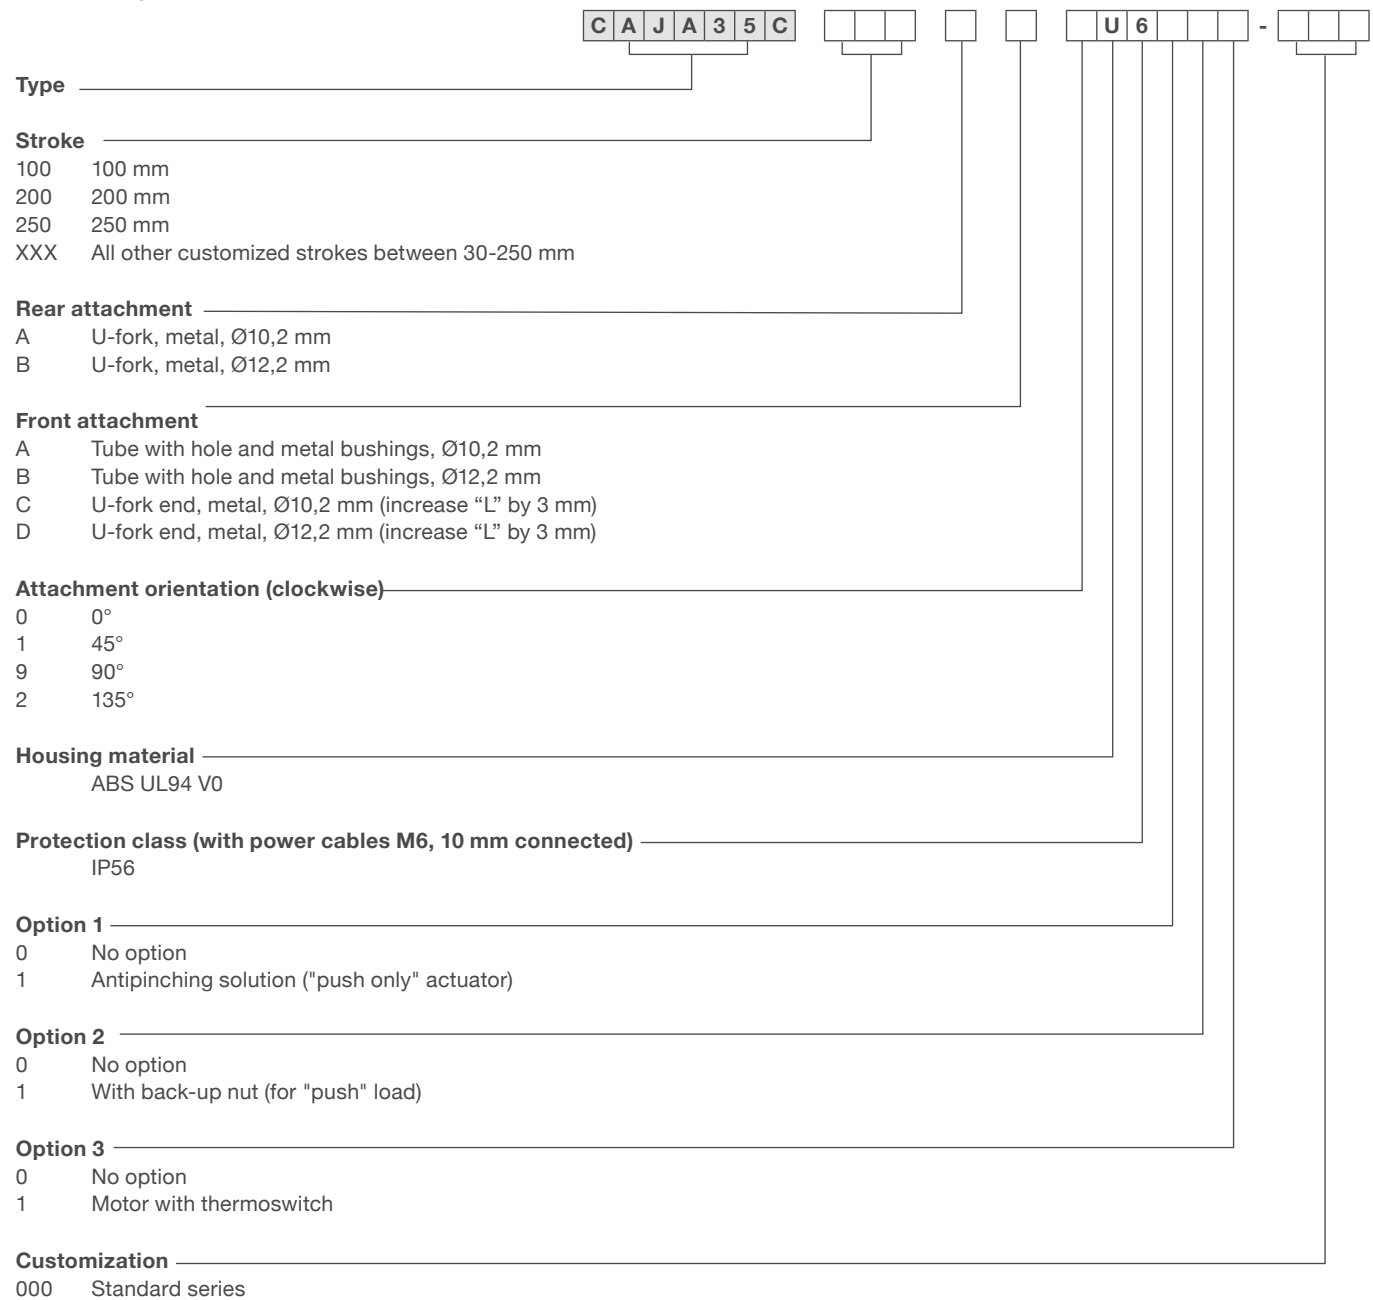 CAJA35C U6 -
Type
Stroke
100 100 mm
200 200 mm
250 250 mm
XXX All other customized strokes between 30-250 mm
Rear attachment
A U-fork, metal, Ø10,2 mm
B U-fork, metal, Ø12,2 mm
Front attachment
A Tube with hole and metal bushings, Ø10,2 mm
B Tube with hole and metal bushings, Ø12,2 mm
C U-fork end, metal, Ø10,2 mm (increase “L” by 3 mm)
D U-fork end, metal, Ø12,2 mm (increase “L” by 3 mm)
Attachment orientation (clockwise)
0 0°
1 45°
9 90°
2 135°
Housing material
ABS UL94 V0
Protection class (with power cables M6, 10 mm connected)
IP56
Option 1
0 No option
1 Antipinching solution ("push only" actuator)
Option 2
0 No option
1 With back-up nut (for "push" load)
Option 3
0 No option
1 Motor with thermoswitch
Customization
000 Standard series